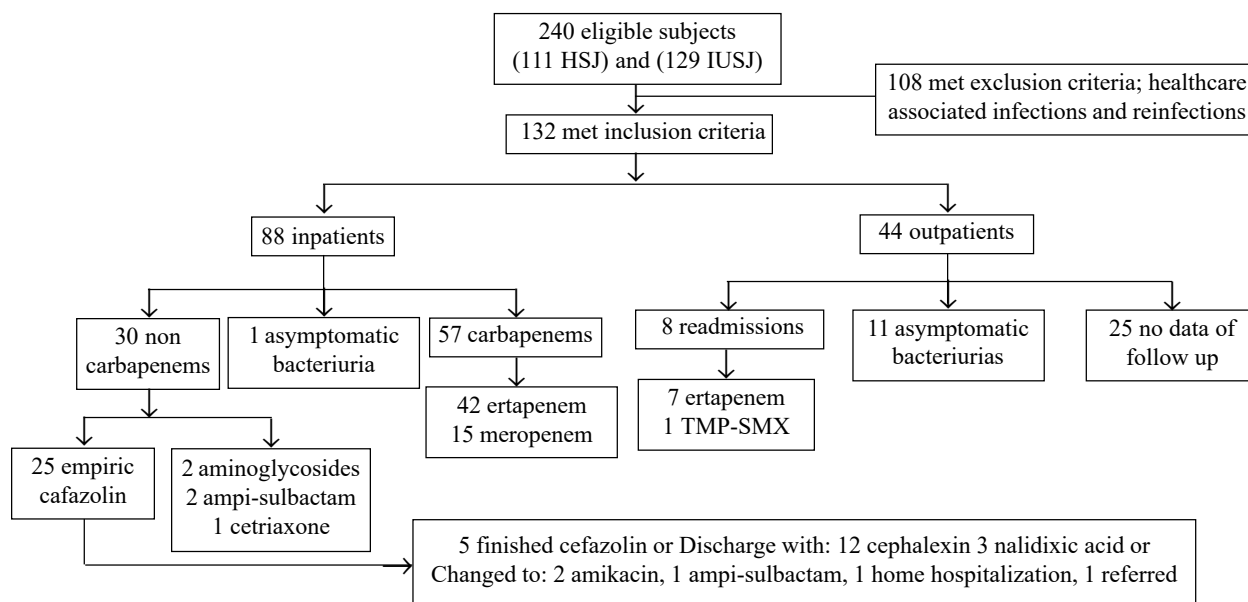 240 eligible subjects
(111 HSJ) and (129 IUSJ)
108 met exclusion criteria; healthcare
associated infections and reinfections
132 met inclusion criteria
88 inpatients
44 outpatients
30 non
carbapenems
1 asymptomatic
bacteriuria
57 carbapenems
8 readmissions
11 asymptomatic
bacteriurias
25 no data of
follow up
42 ertapenem
15 meropenem
7 ertapenem
1 TMP-SMX
25 empiric
cafazolin
2 aminoglycosides
2 ampi-sulbactam
1 cetriaxone
5 finished cefazolin or Discharge with: 12 cephalexin 3 nalidixic acid or
Changed to: 2 amikacin, 1 ampi-sulbactam, 1 home hospitalization, 1 referred